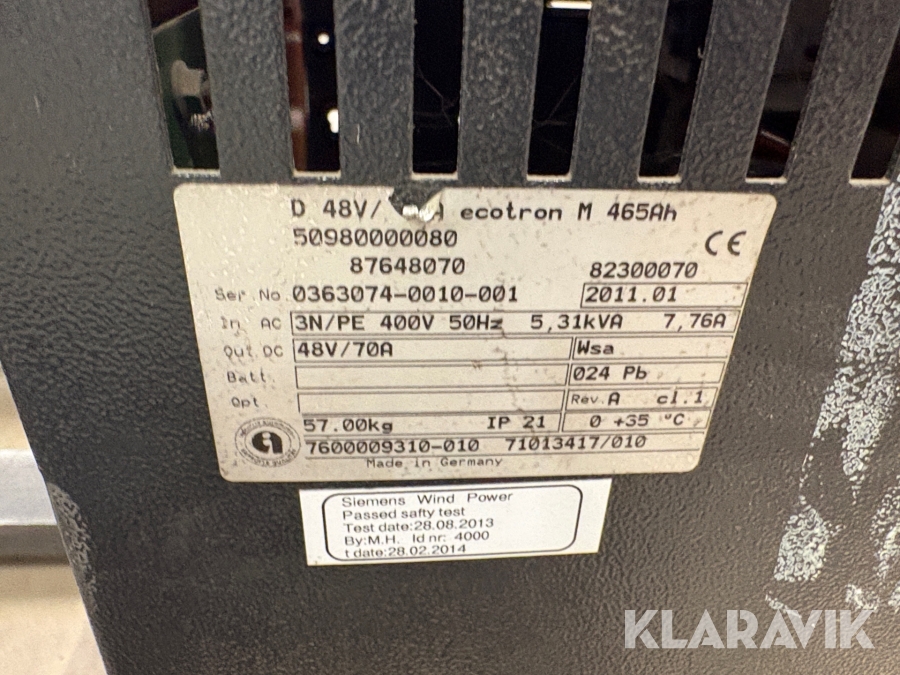 D 48V/ A ecotron M 465Ah
50980000080
CE
87648070 82300070
Ser.No. 0363074-0010-001 2011.01
In AC 3N/PE 400V 50Hz 5,31kVA 7,76A
Out DC 48V/70A Wsa
Batt. 024 Pb
Opt. Rev.A cl.1
57.00kg IP 21 0 +35 °C
7600009310-010 71013417/010
Made in Germany
Siemens Wind Power
Passed safty test
Test date:28.08.2013
By:M.H. Id nr: 4000
t date:28.02.2014
KLARAVIK